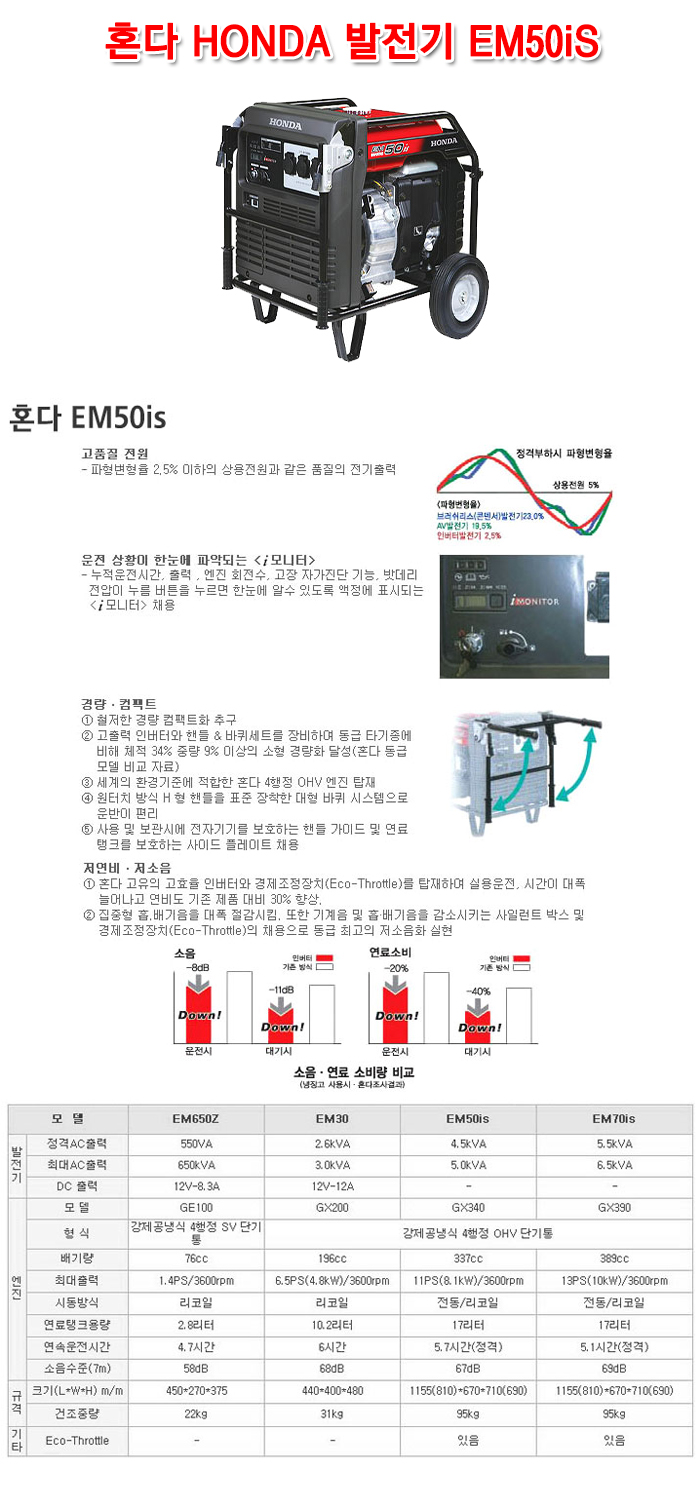 혼다 HONDA 발전기 EM50iS
HONDA
i MONITOR
50is
HONDA
혼다 EM50is
고품질 전원
- 파형변형율 2,5% 이하의 상용전원과 같은 품질의 전기출력
정격부하시 파형변형율
상용전원 5%
<파형변형율>
브러쉬리스(콘덴서)발전기23,0%
AV발전기 19,5%
인버터발전기 2,5%
운전 상황이 한눈에 파악되는 <i 모니터>
- 누적운전시간, 출력 , 엔진 회전수, 고장 자가진단 기능, 밧데리
전압이 누름 버튼을 누르면 한눈에 알수 있도록 액정에 표시되는
<i 모니터> 채용
i MONITOR
경량 · 컴팩트
① 철저한 경량 컴팩트화 추구
② 고출력 인버터와 핸들 & 바퀴세트를 장비하여 동급 타기종에
비해 체적 34% 중량 9% 이상의 소형 경량화 달성(혼다 동급
모델 비교 자료)
③ 세계의 환경기준에 적합한 혼다 4행정 OHV 엔진 탑재
④ 원터치 방식 H 형 핸들을 표준 장착한 대형 바퀴 시스템으로
운반이 편리
⑤ 사용 및 보관시에 전자기기를 보호하는 핸들 가이드 및 연료
탱크를 보호하는 사이드 플레이트 채용
저연비 · 저소음
① 혼다 고유의 고효율 인버터와 경제조정장치(Eco-Throttle)를 탑재하여 실용운전, 시간이 대폭
늘어나고 연비도 기존 제품 대비 30% 향상,
② 집중형 흡,배기음을 대폭 절감시킴, 또한 기계음 및 흡·배기음을 감소시키는 사일런트 박스 및
경제조정장치(Eco-Throttle)의 채용으로 동급 최고의 저소음화 실현
소음 인버터 기존 방식
-8dB -11dB
Down! Down!
운전시 대기시
연료소비 인버터 기존 방식
-20% -40%
Down! Down!
운전시 대기시
소음 · 연료 소비량 비교
(냉장고 사용시 · 혼다조사결과)
모 델 EM650Z EM30 EM50is EM70is
발전기
정격AC출력 550VA 2.6kVA 4.5kVA 5.5kVA
최대AC출력 650kVA 3.0kVA 5.0kVA 6.5kVA
DC 출력 12V-8.3A 12V-12A - -
엔진
모 델 GE100 GX200 GX340 GX390
형 식 강제공냉식 4행정 SV 단기통 강제공냉식 4행정 OHV 단기통
배기량 76cc 196cc 337cc 389cc
최대출력 1.4PS/3600rpm 6.5PS(4.8kW)/3600rpm 11PS(8.1kW)/3600rpm 13PS(10kW)/3600rpm
시동방식 리코일 리코일 전동/리코일 전동/리코일
연료탱크용량 2.8리터 10.2리터 17리터 17리터
연속운전시간 4.7시간 6시간 5.7시간(정격) 5.1시간(정격)
소음수준(7m) 58dB 68dB 67dB 69dB
규격
크기(L*W*H) m/m 450*270*375 440*400*480 1155(810)*670*710(690) 1155(810)*670*710(690)
건조중량 22kg 31kg 95kg 95kg
기타
Eco-Throttle - - 있음 있음